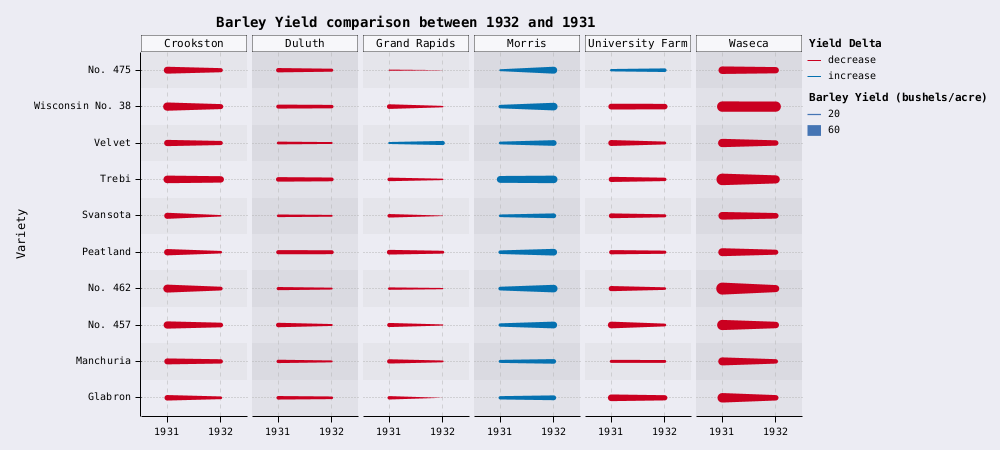 Barley Yield comparison between 1932 and 1931
Crookston Duluth Grand Rapids Morris University Farm Waseca
Variety
No. 475
Wisconsin No. 38
Velvet
Trebi
Svansota
Peatland
No. 462
No. 457
Manchuria
Glabron
1931 1932 1931 1932 1931 1932 1931 1932 1931 1932 1931 1932
Yield Delta
decrease
increase
Barley Yield (bushels/acre)
20
60